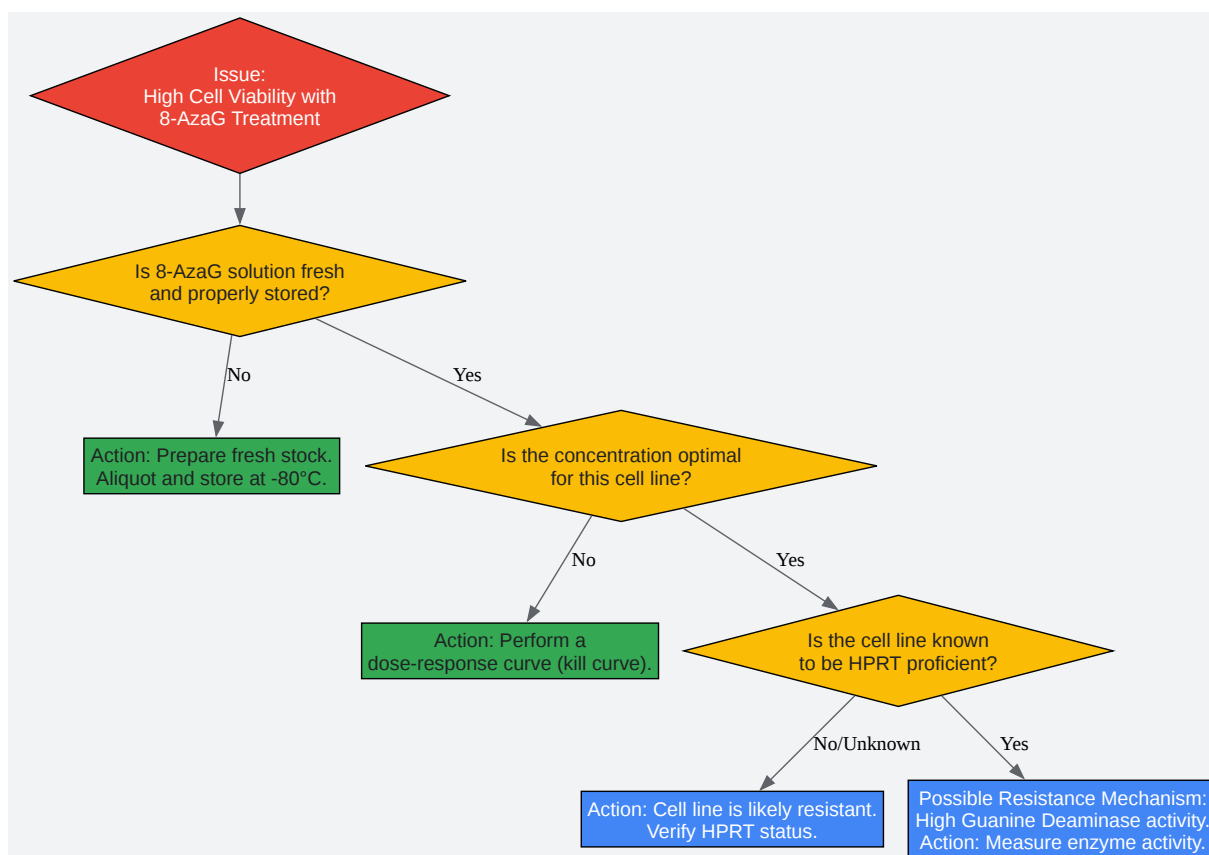 Issue:
High Cell Viability with
8-AzaG Treatment
Is 8-AzaG solution fresh
and properly stored?
No
Yes
Action: Prepare fresh stock.
Aliquot and store at -80°C.
Is the concentration optimal
for this cell line?
No
Yes
Action: Perform a
dose-response curve (kill curve).
Is the cell line known
to be HPRT proficient?
No/Unknown
Yes
Action: Cell line is likely resistant.
Verify HPRT status.
Possible Resistance Mechanism:
High Guanine Deaminase activity.
Action: Measure enzyme activity.